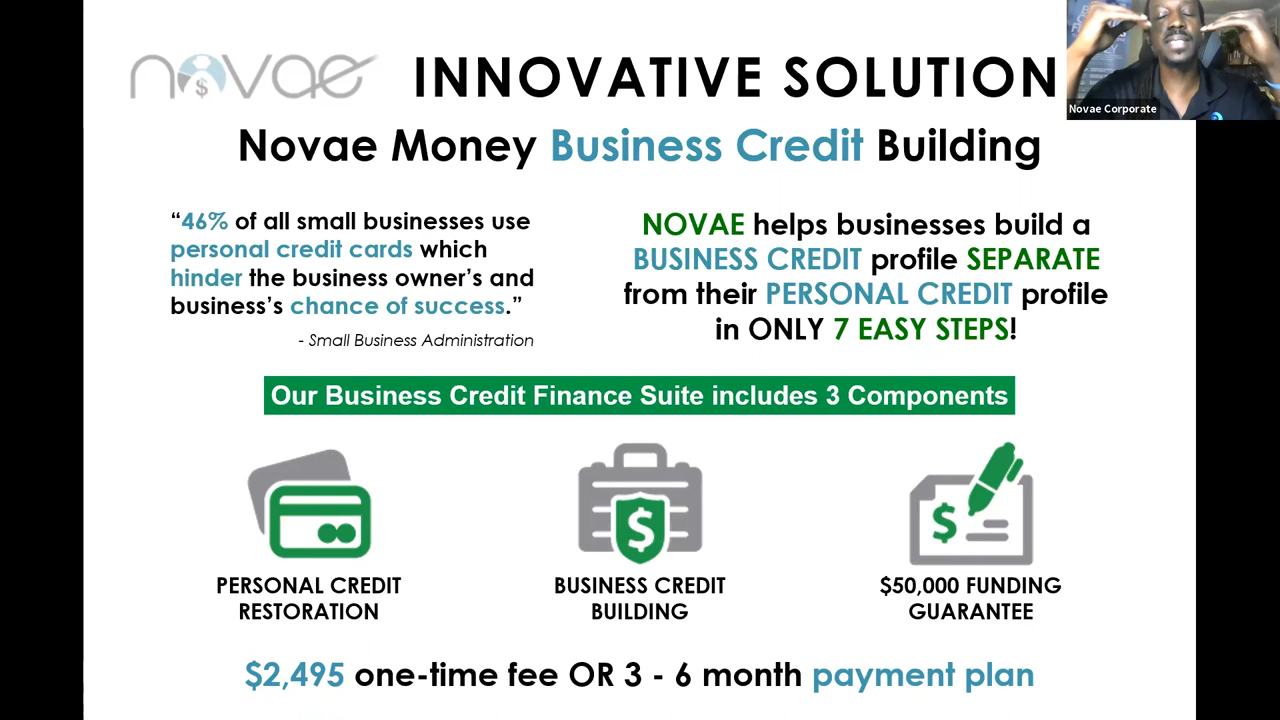 novae INNOVATIVE SOLUTION
Novae Corporate
Novae Money Business Credit Building
“46% of all small businesses use
personal credit cards which
hinder the business owner’s and
business’s chance of success.”
- Small Business Administration
NOVAE helps businesses build a
BUSINESS CREDIT profile SEPARATE
from their PERSONAL CREDIT profile
in ONLY 7 EASY STEPS!
Our Business Credit Finance Suite includes 3 Components
$
$
PERSONAL CREDIT
RESTORATION
BUSINESS CREDIT
BUILDING
$50,000 FUNDING
GUARANTEE
$2,495 one-time fee OR 3 - 6 month payment plan